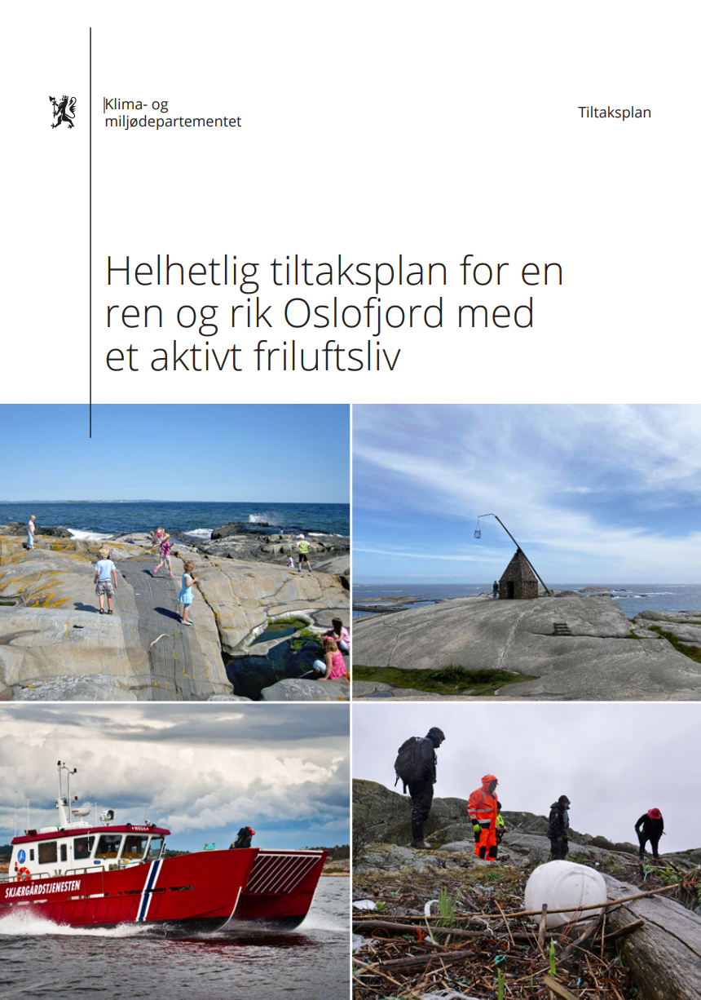 Klima- og
miljødepartementet
Tiltaksplan
Helhetlig tiltaksplan for en
ren og rik Oslofjord med
et aktivt friluftsliv
SKJÆRGÅRDSTJENESTEN